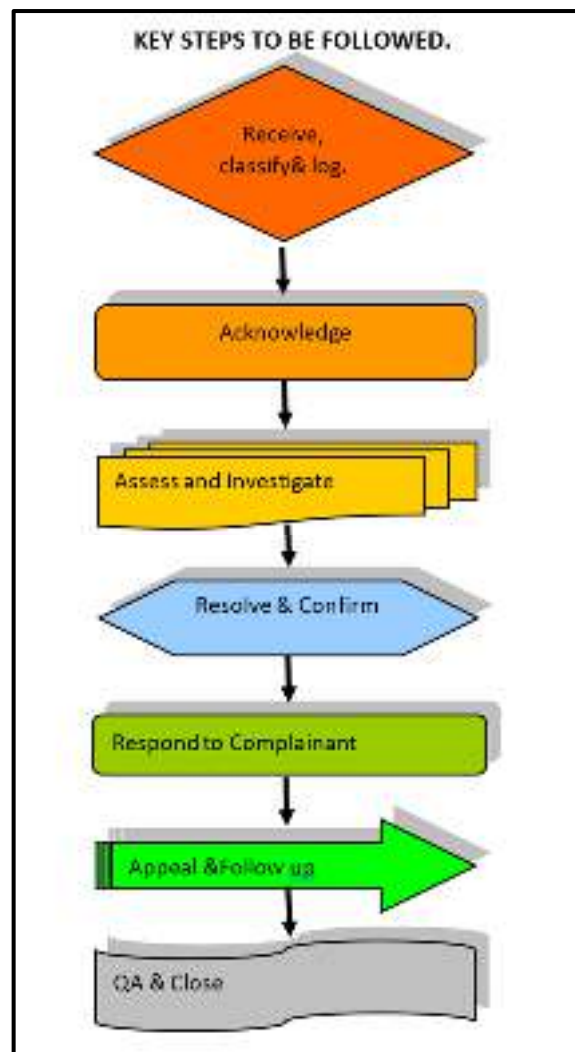 KEY STEPS TO BE FOLLOWED.
Receive,
classify& log.
Acknowledge
Assess and Investigate
Resolve & Confirm
Respond to Complainant
Appeal &Follow up
QA & Close